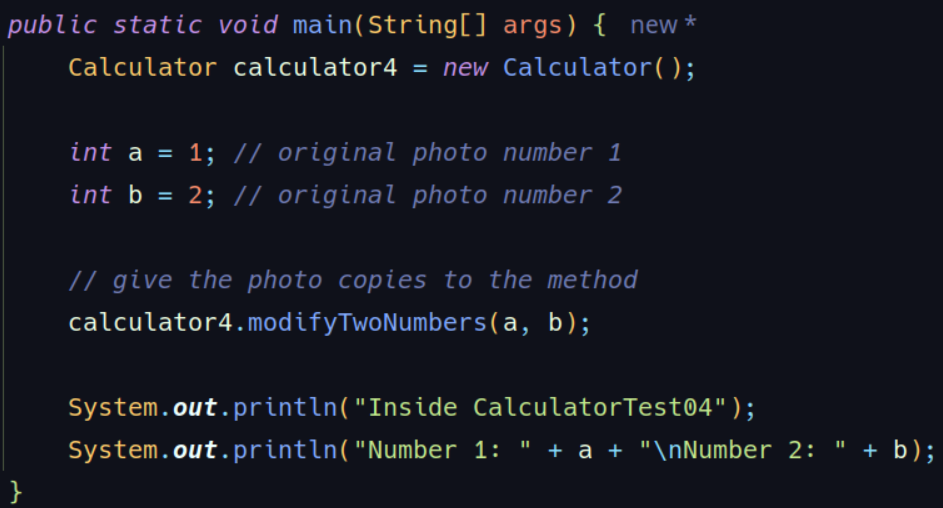 public static void main(String[] args) { new *
Calculator calculator4 = new Calculator();
int a = 1; // original photo number 1
int b = 2; // original photo number 2
// give the photo copies to the method
calculator4.modifyTwoNumbers(a, b);
System.out.println("Inside CalculatorTest04");
System.out.println("Number 1: " + a + "\nNumber 2: " + b);
}